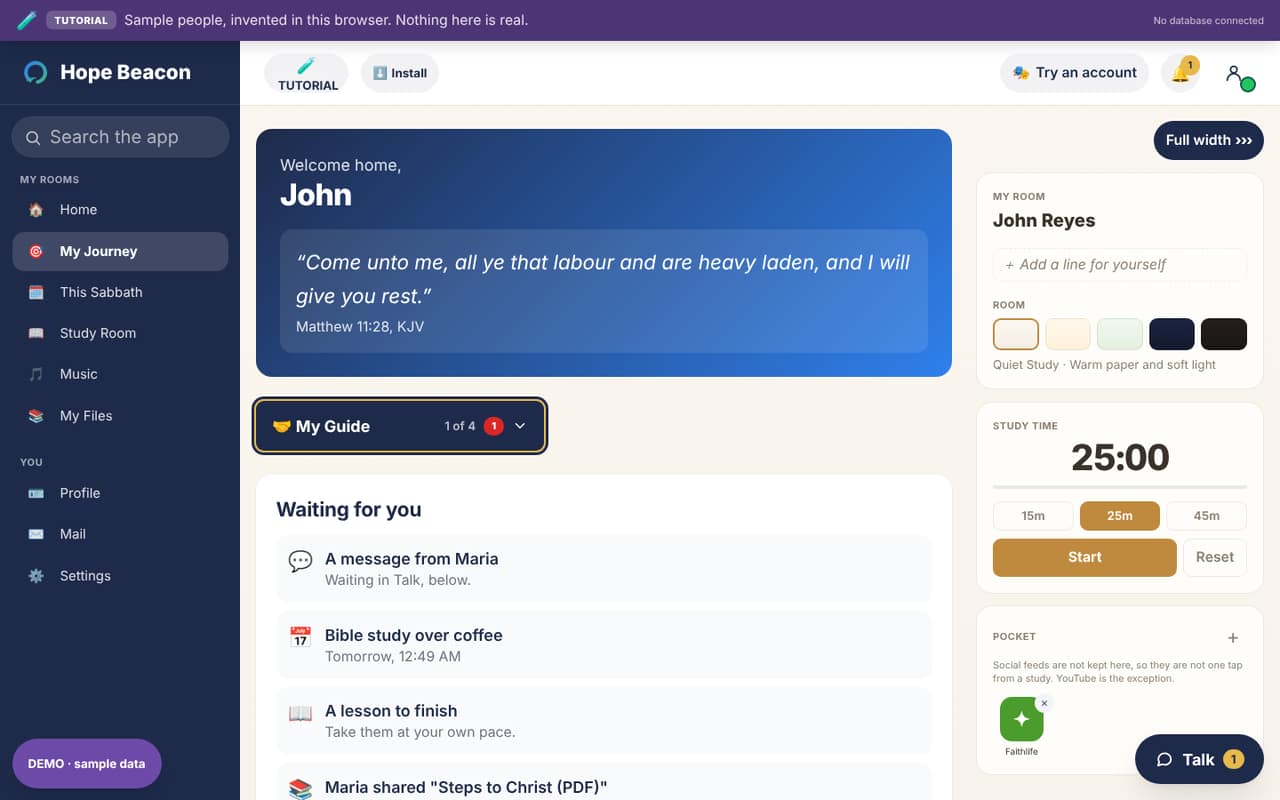 TUTORIAL
Sample people, invented in this browser. Nothing here is real.
No database connected
Hope Beacon
Search the app
MY ROOMS
Home
My Journey
This Sabbath
Study Room
Music
My Files
YOU
Profile
Mail
Settings
DEMO · sample data
TUTORIAL
Install
Try an account
1
Welcome home,
John
“Come unto me, all ye that labour and are heavy laden, and I will
give you rest.”
Matthew 11:28, KJV
My Guide
1 of 4
1
Waiting for you
A message from Maria
Waiting in Talk, below.
Bible study over coffee
Tomorrow, 12:49 AM
A lesson to finish
Take them at your own pace.
Maria shared "Steps to Christ (PDF)"
Full width ›››
MY ROOM
John Reyes
+ Add a line for yourself
ROOM
Quiet Study · Warm paper and soft light
STUDY TIME
25:00
15m
25m
45m
Start
Reset
POCKET
+
Social feeds are not kept here, so they are not one tap
from a study. YouTube is the exception.
×
Faithlife
Talk
1